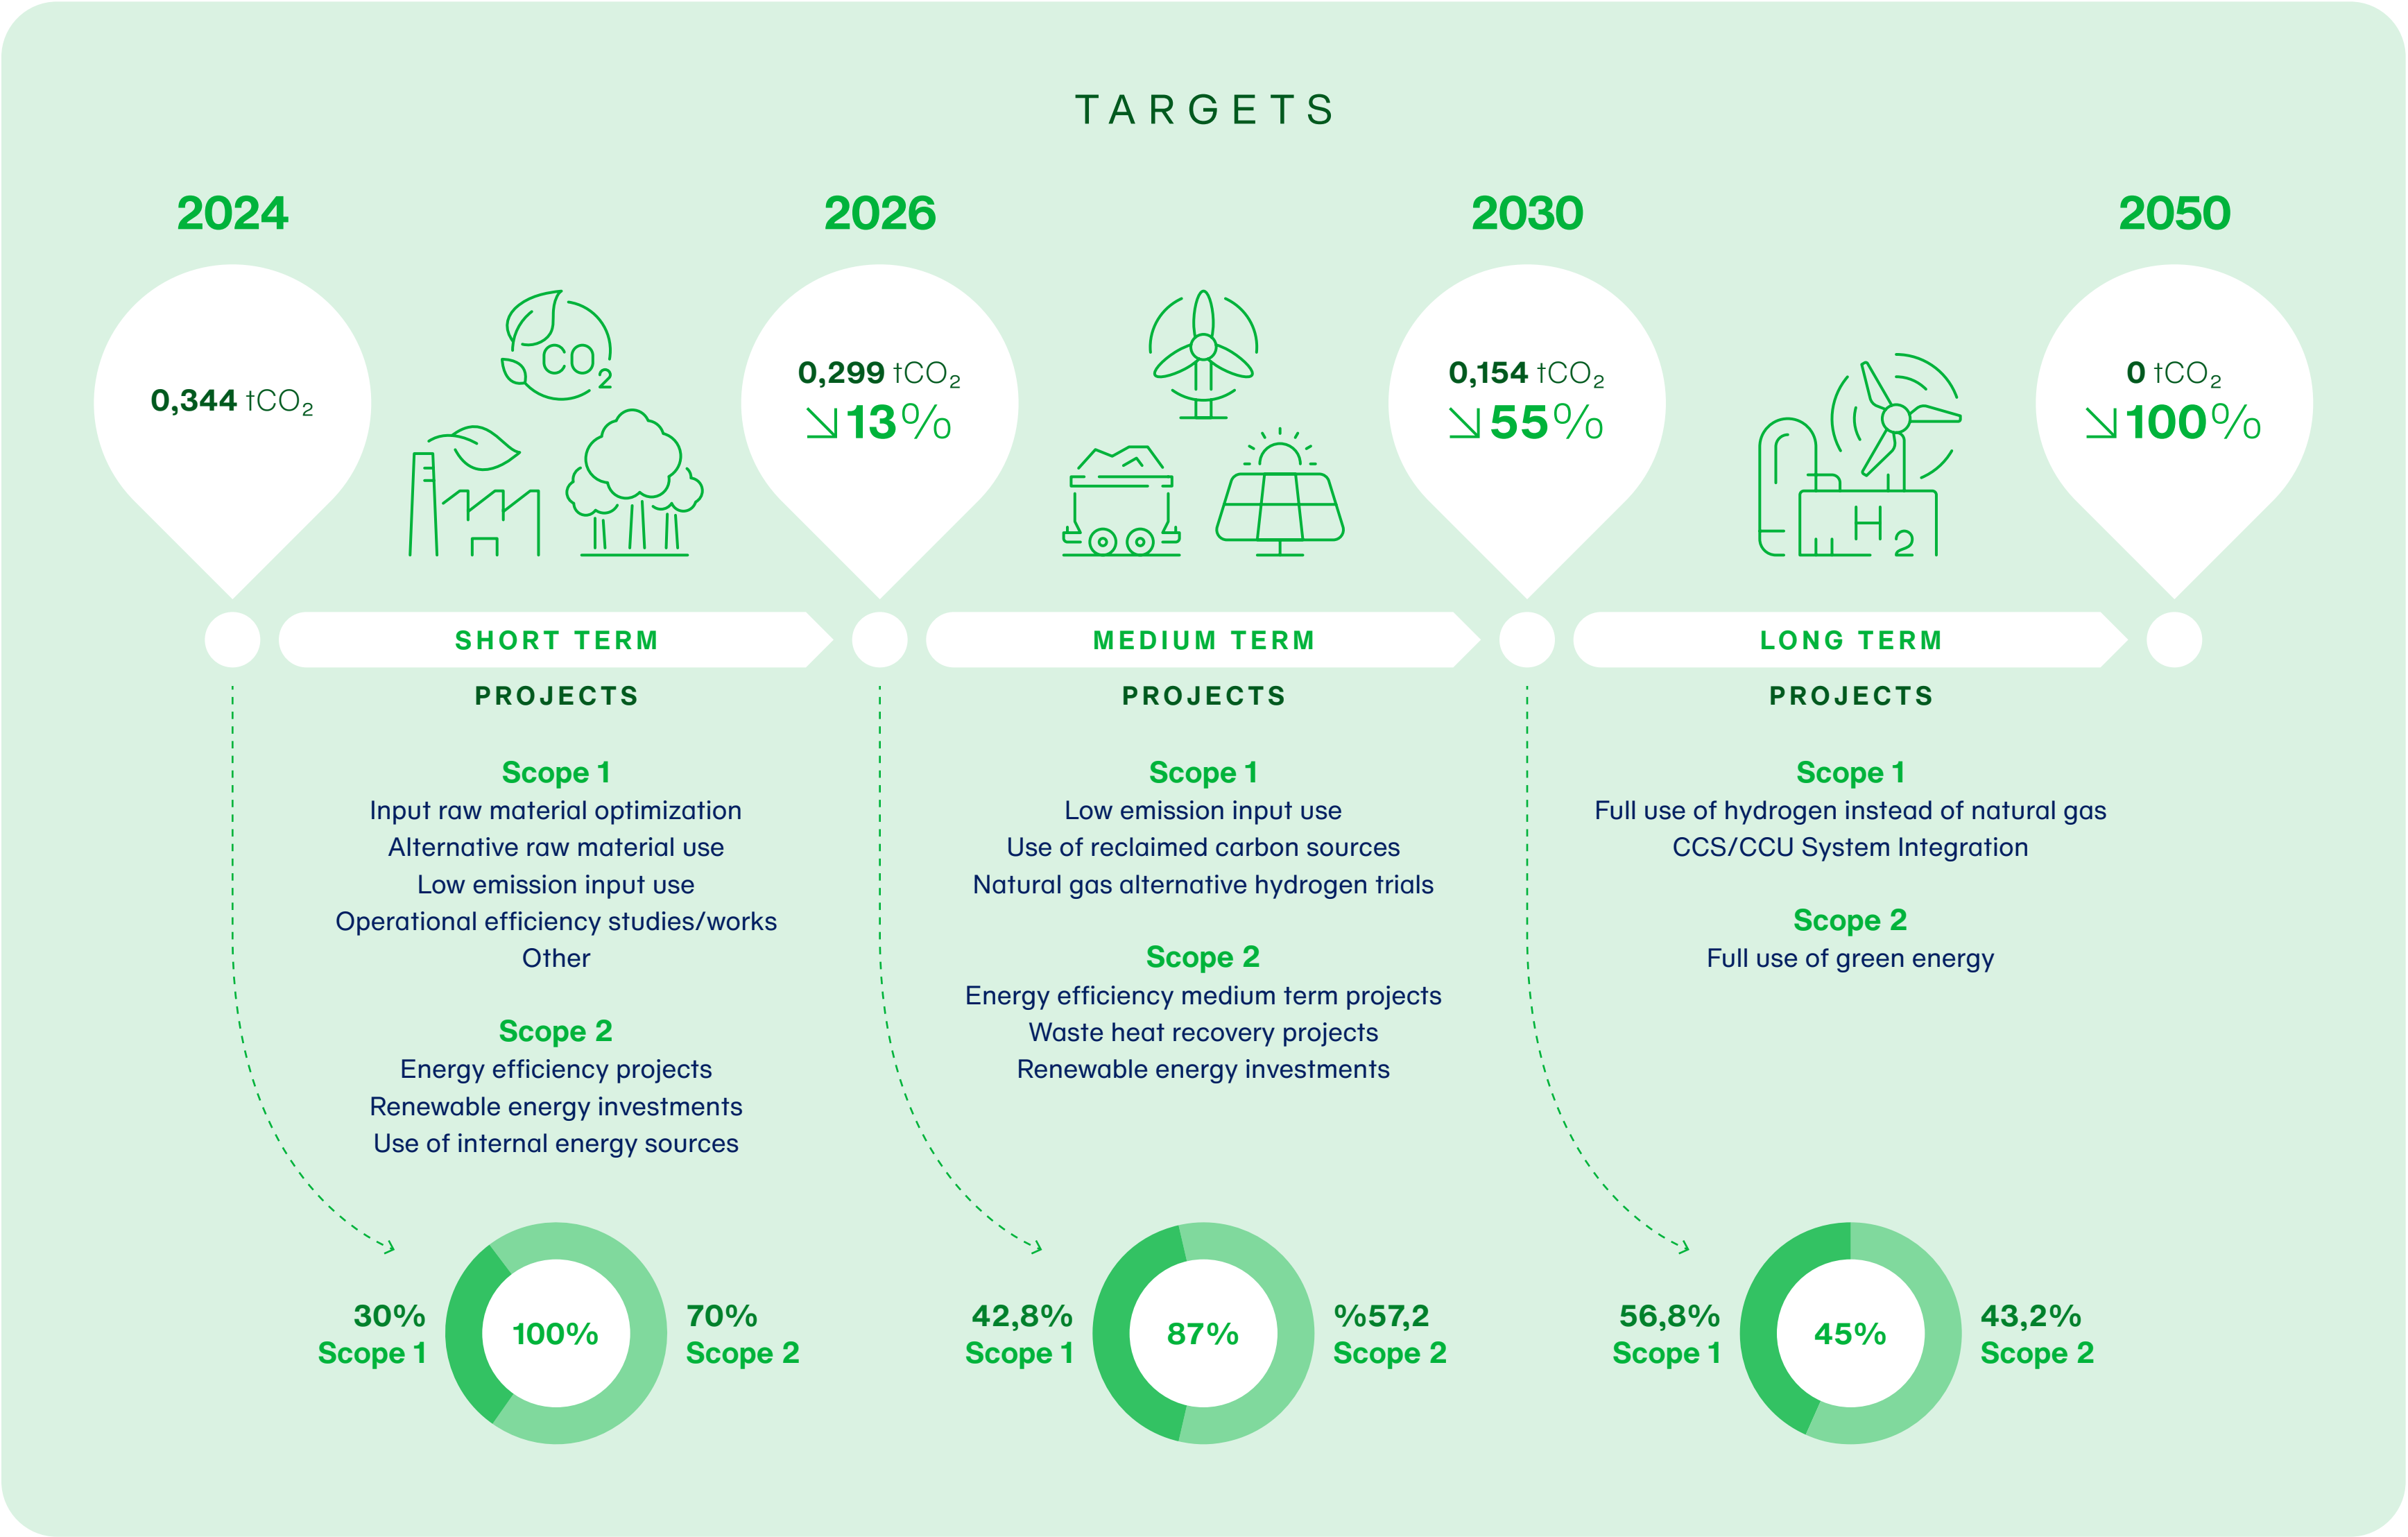 TARGETS
2024
0,344 tCO₂
CO₂
2026
0,299 tCO₂
13%
2030
0,154 tCO₂
55%
H₂
2050
0 tCO₂
100%
SHORT TERM
PROJECTS
Scope 1
Input raw material optimization
Alternative raw material use
Low emission input use
Operational efficiency studies/works
Other
Scope 2
Energy efficiency projects
Renewable energy investments
Use of internal energy sources
30%
Scope 1
100%
70%
Scope 2
MEDIUM TERM
PROJECTS
Scope 1
Low emission input use
Use of reclaimed carbon sources
Natural gas alternative hydrogen trials
Scope 2
Energy efficiency medium term projects
Waste heat recovery projects
Renewable energy investments
42,8%
Scope 1
87%
%57,2
Scope 2
LONG TERM
PROJECTS
Scope 1
Full use of hydrogen instead of natural gas
CCS/CCU System Integration
Scope 2
Full use of green energy
56,8%
Scope 1
45%
43,2%
Scope 2